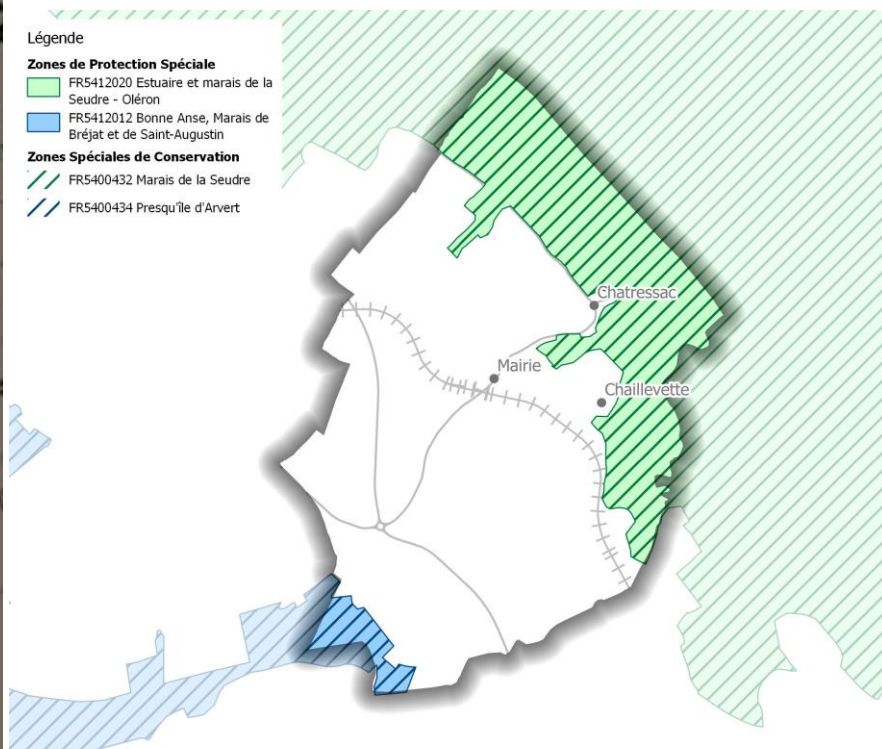 Légende
Zones de Protection Spéciale
FR5412020 Estuaire et marais de la
Seudre - Oléron
FR5412012 Bonne Anse, Marais de
Bréjat et de Saint-Augustin
Zones Spéciales de Conservation
FR5400432 Marais de la Seudre
FR5400434 Presqu'île d'Arvert
Chatressac
Mairie
Chaillevette